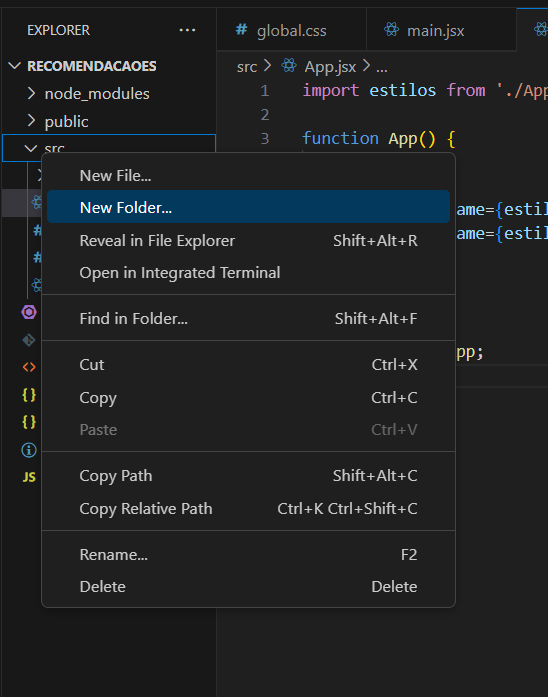 EXPLORER ...
global.css
main.jsx
RECOMENDACAOES
node_modules
public
src
src > App.jsx > ...
1 import estilos from './App
2
3 function App() {
ame={estil
ame={estil
pp;
New File...
New Folder...
Reveal in File Explorer Shift+Alt+R
Open in Integrated Terminal
Find in Folder... Shift+Alt+F
Cut Ctrl+X
Copy Ctrl+C
Paste Ctrl+V
Copy Path Shift+Alt+C
Copy Relative Path Ctrl+K Ctrl+Shift+C
Rename... F2
Delete Delete
JS